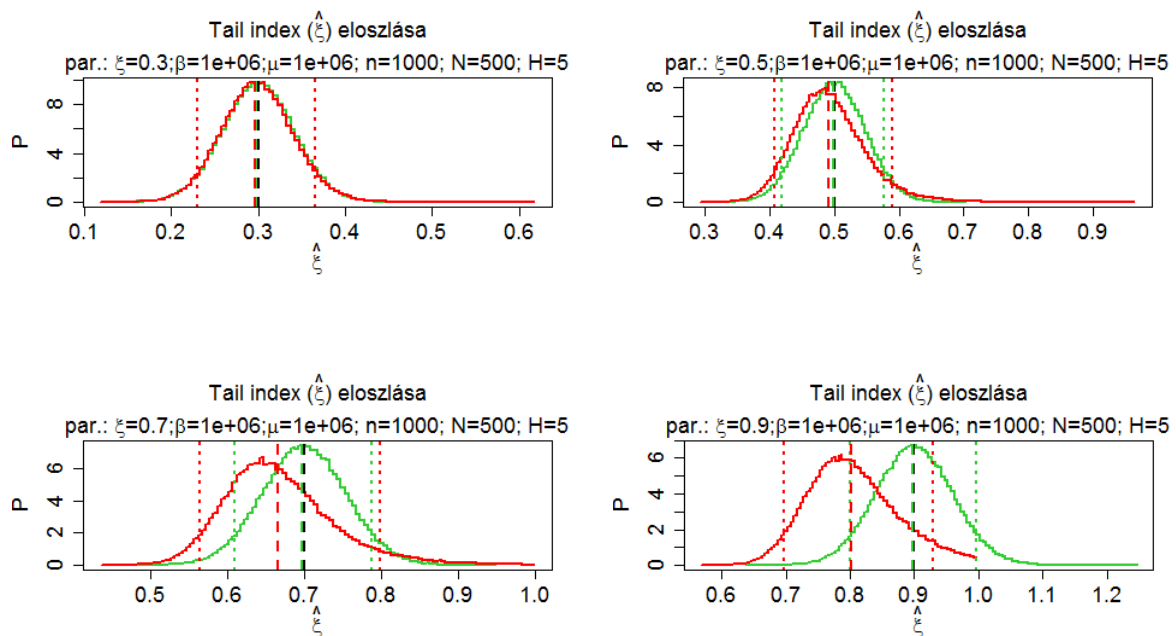 Tail index (ξ̂) eloszlása
par.: ξ=0.3;β=1e+06;μ=1e+06; n=1000; N=500; H=5
P
8
4
0
0.1 0.2 0.3 0.4 0.5 0.6
ξ̂
Tail index (ξ̂) eloszlása
par.: ξ=0.5;β=1e+06;μ=1e+06; n=1000; N=500; H=5
P
8
4
0
0.3 0.4 0.5 0.6 0.7 0.8 0.9
ξ̂
Tail index (ξ̂) eloszlása
par.: ξ=0.7;β=1e+06;μ=1e+06; n=1000; N=500; H=5
P
6
4
2
0
0.5 0.6 0.7 0.8 0.9 1.0
ξ̂
Tail index (ξ̂) eloszlása
par.: ξ=0.9;β=1e+06;μ=1e+06; n=1000; N=500; H=5
P
6
4
2
0
0.6 0.7 0.8 0.9 1.0 1.1 1.2
ξ̂